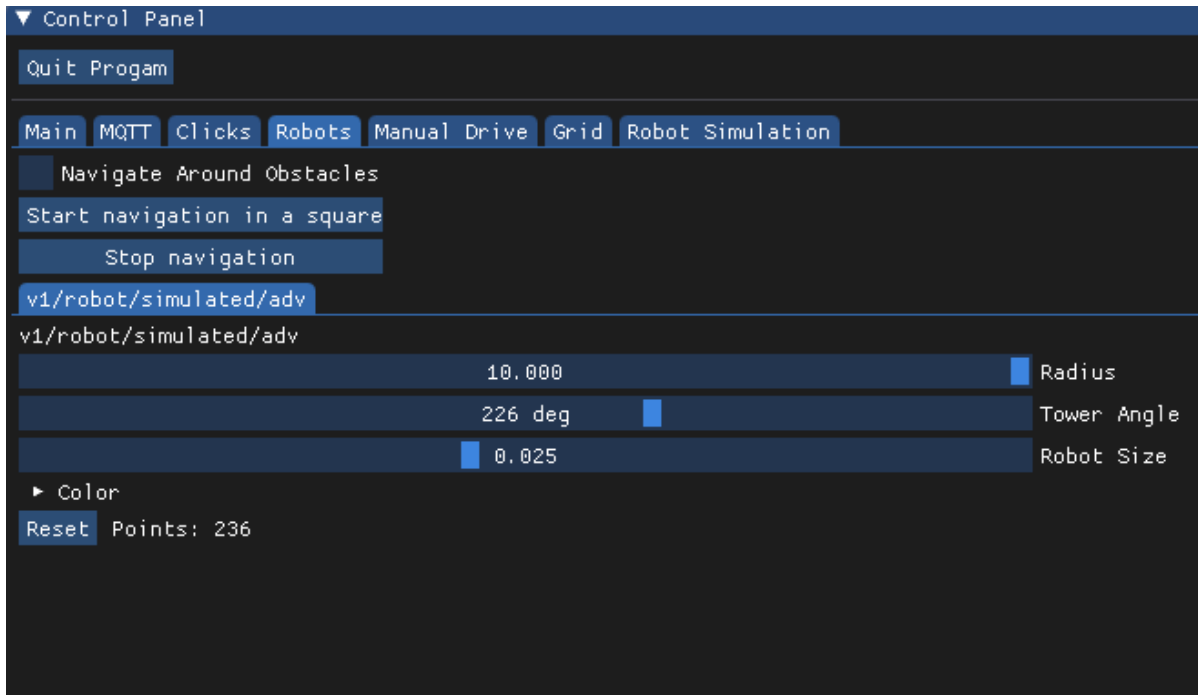 Control Panel
Quit Progam
Main MQTT Clicks Robots Manual Drive Grid Robot Simulation
Navigate Around Obstacles
Start navigation in a square
Stop navigation
v1/robot/simulated/adv
v1/robot/simulated/adv
10.000 Radius
226 deg Tower Angle
0.025 Robot Size
Color
Reset Points: 236